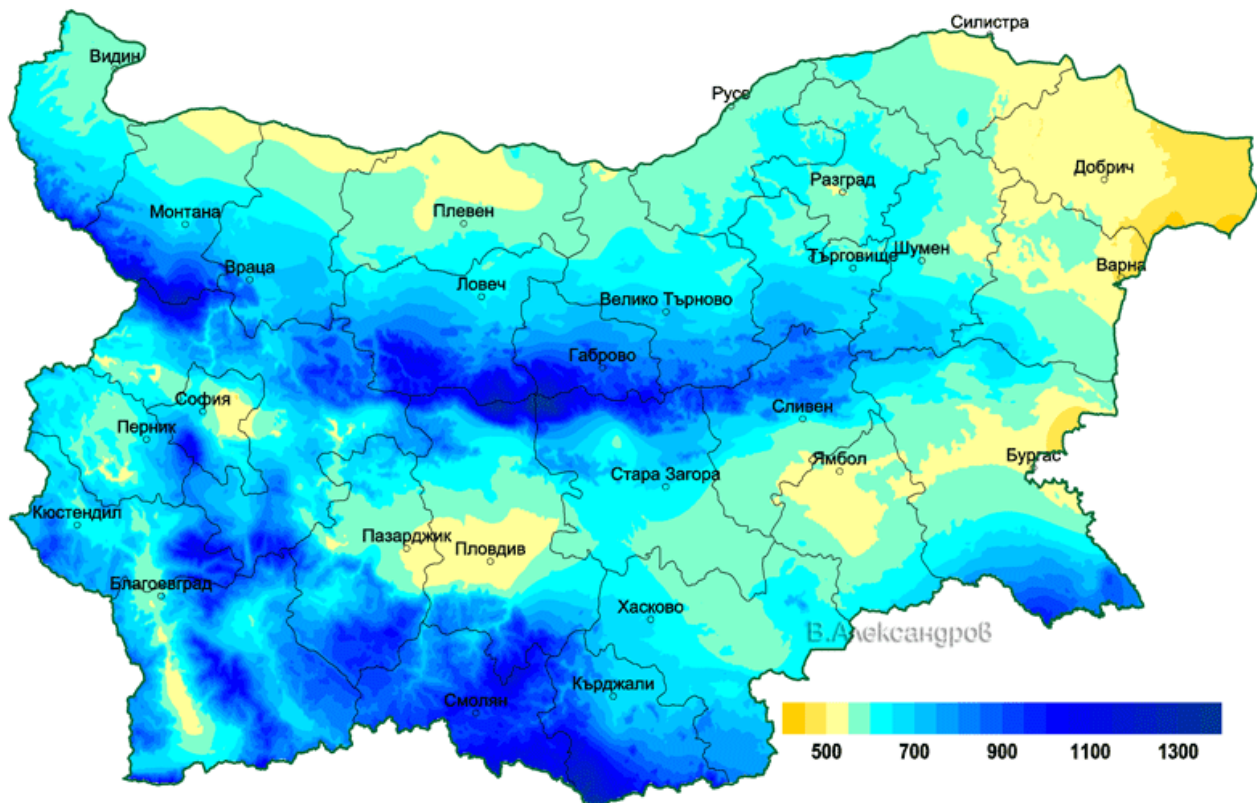 Силистра
Видин
Русе
Добрич
Разград
Монтана
Плевен
Търговище
Шумен
Варна
Враца
Ловеч
Велико Търново
Габрово
София
Перник
Сливен
Ямбол
Бургас
Стара Загора
Кюстендил
Пазарджик
Пловдив
Благоевград
Хасково
В.Александров
Кърджали
Смолян
500 700 900 1100 1300